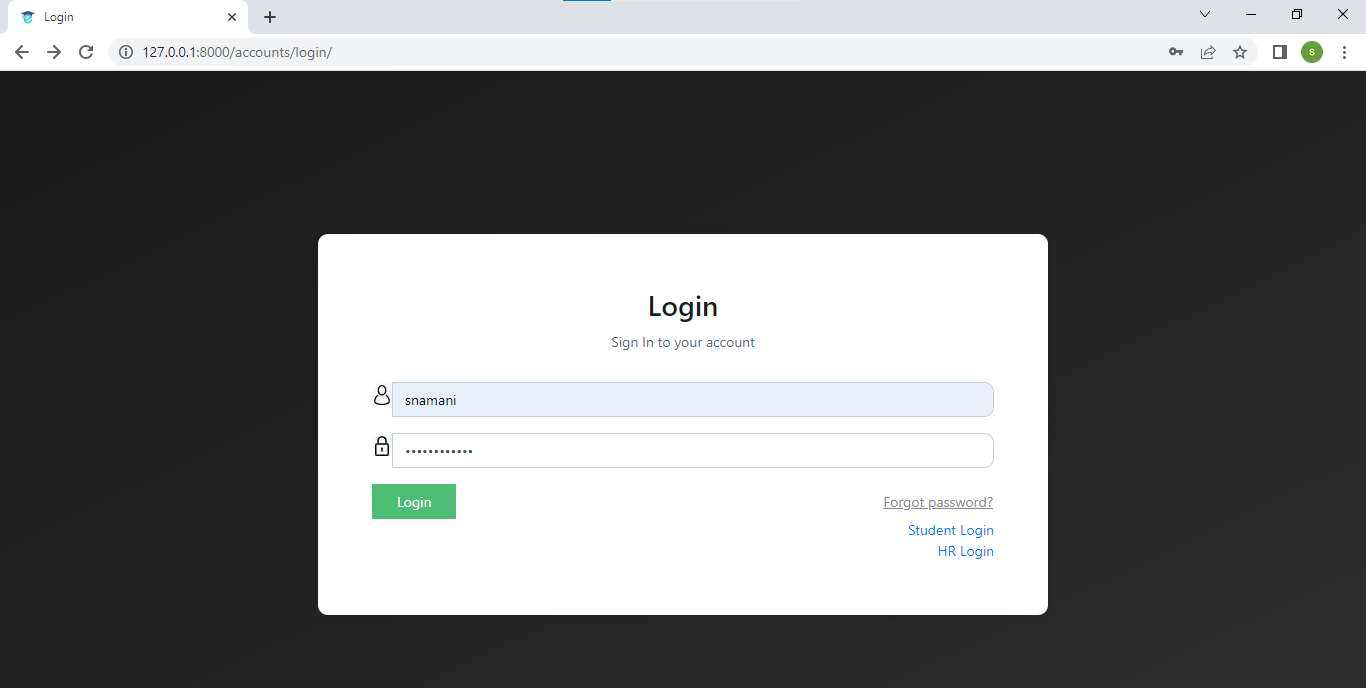 Login
127.0.0.1:8000/accounts/login/
s
Login
Sign In to your account
snamani
••••••••••••
Login
Forgot password?
Student Login
HR Login